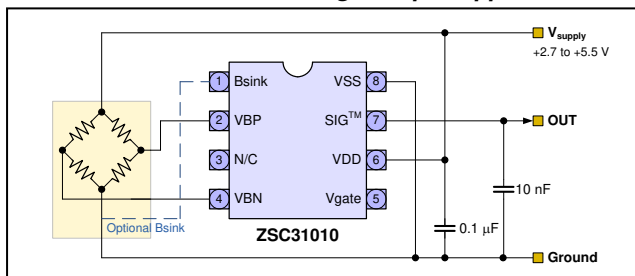 Vsupply
+2.7 to +5.5 V
1 Bsink VSS 8
2 VBP SIG™ 7 OUT
3 N/C VDD 6
10 nF
4 VBN Vgate 5
Optional Bsink
0.1 µF
ZSC31010
Ground